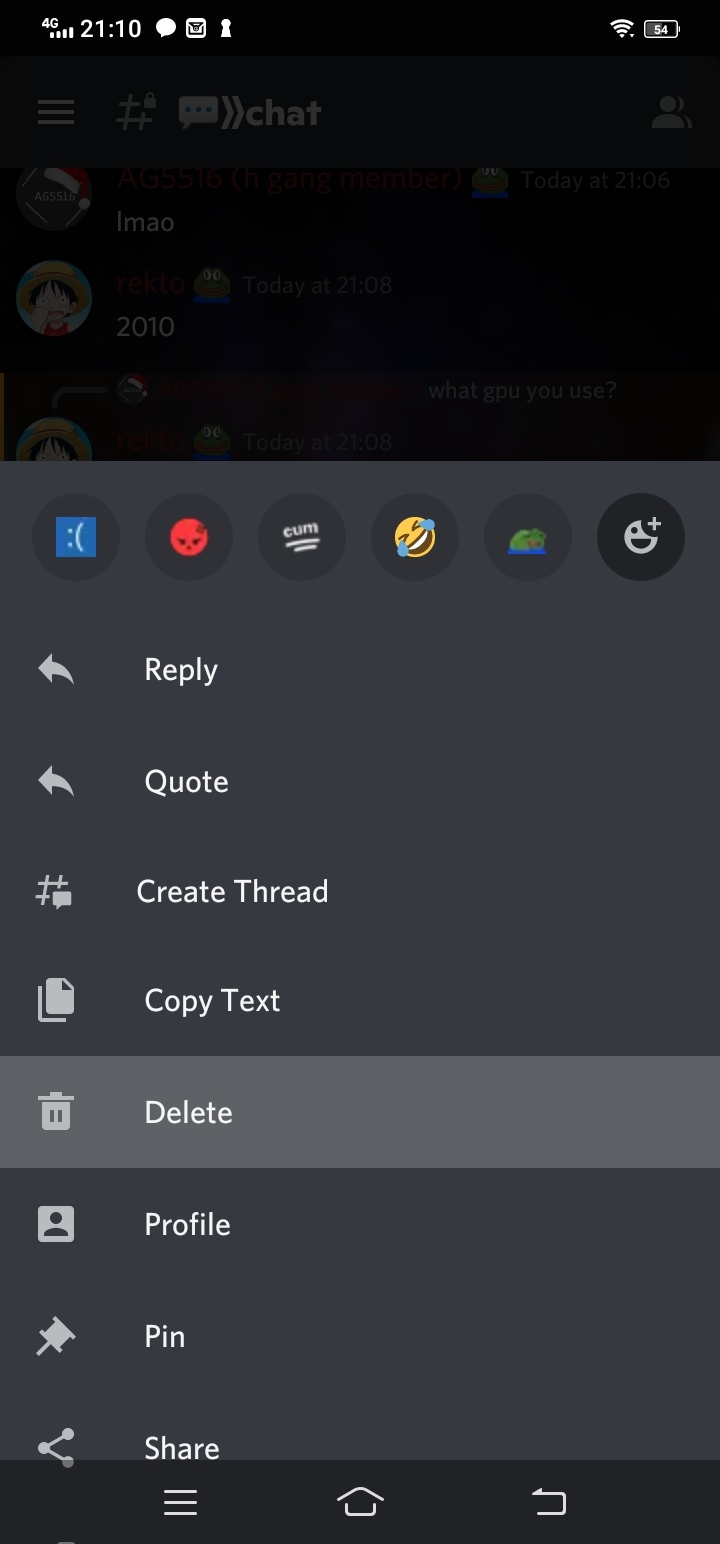 4G 21:10 54
# 💬⟫chat
AG5516 (h gang member) Today at 21:06
AG5516
lmao
rekto Today at 21:08
2010
what gpu you use?
rekto Today at 21:08
:(
cum
Reply
Quote
Create Thread
Copy Text
Delete
Profile
Pin
Share